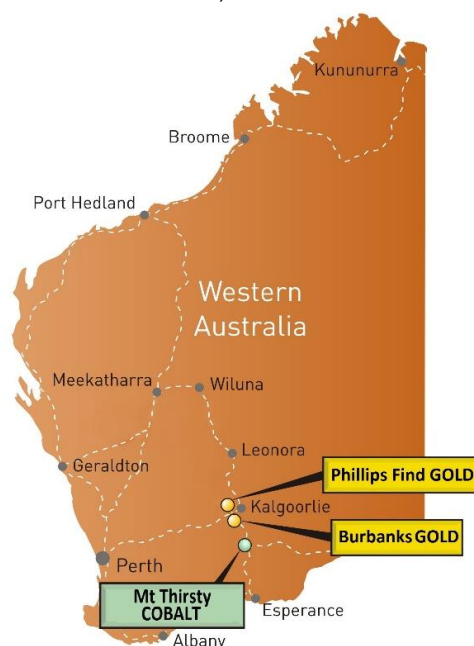 Kununurra
Broome
Port Hedland
Western
Australia
Meekatharra
Wiluna
Leonora
Geraldton
Phillips Find GOLD
Kalgoorlie
Burbanks GOLD
Perth
Mt Thirsty
COBALT
Esperance
Albany